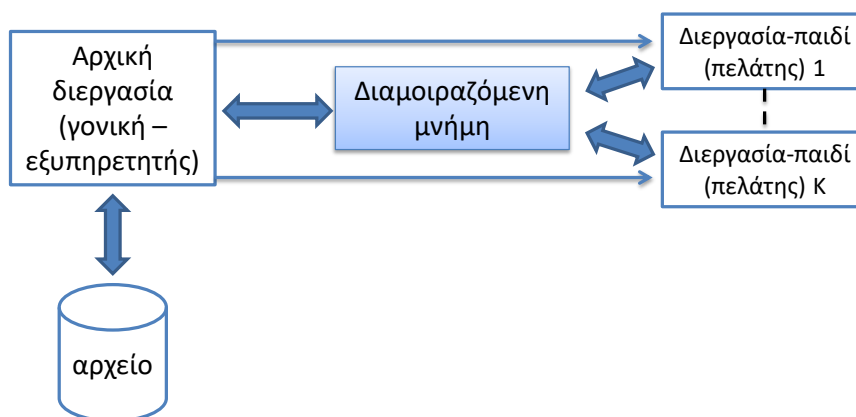 Αρχική
διεργασία
(γονική –
εξυπηρετητής)
Διαμοιραζόμενη
μνήμη
Διεργασία-παιδί
(πελάτης) 1
Διεργασία-παιδί
(πελάτης) Κ
αρχείο